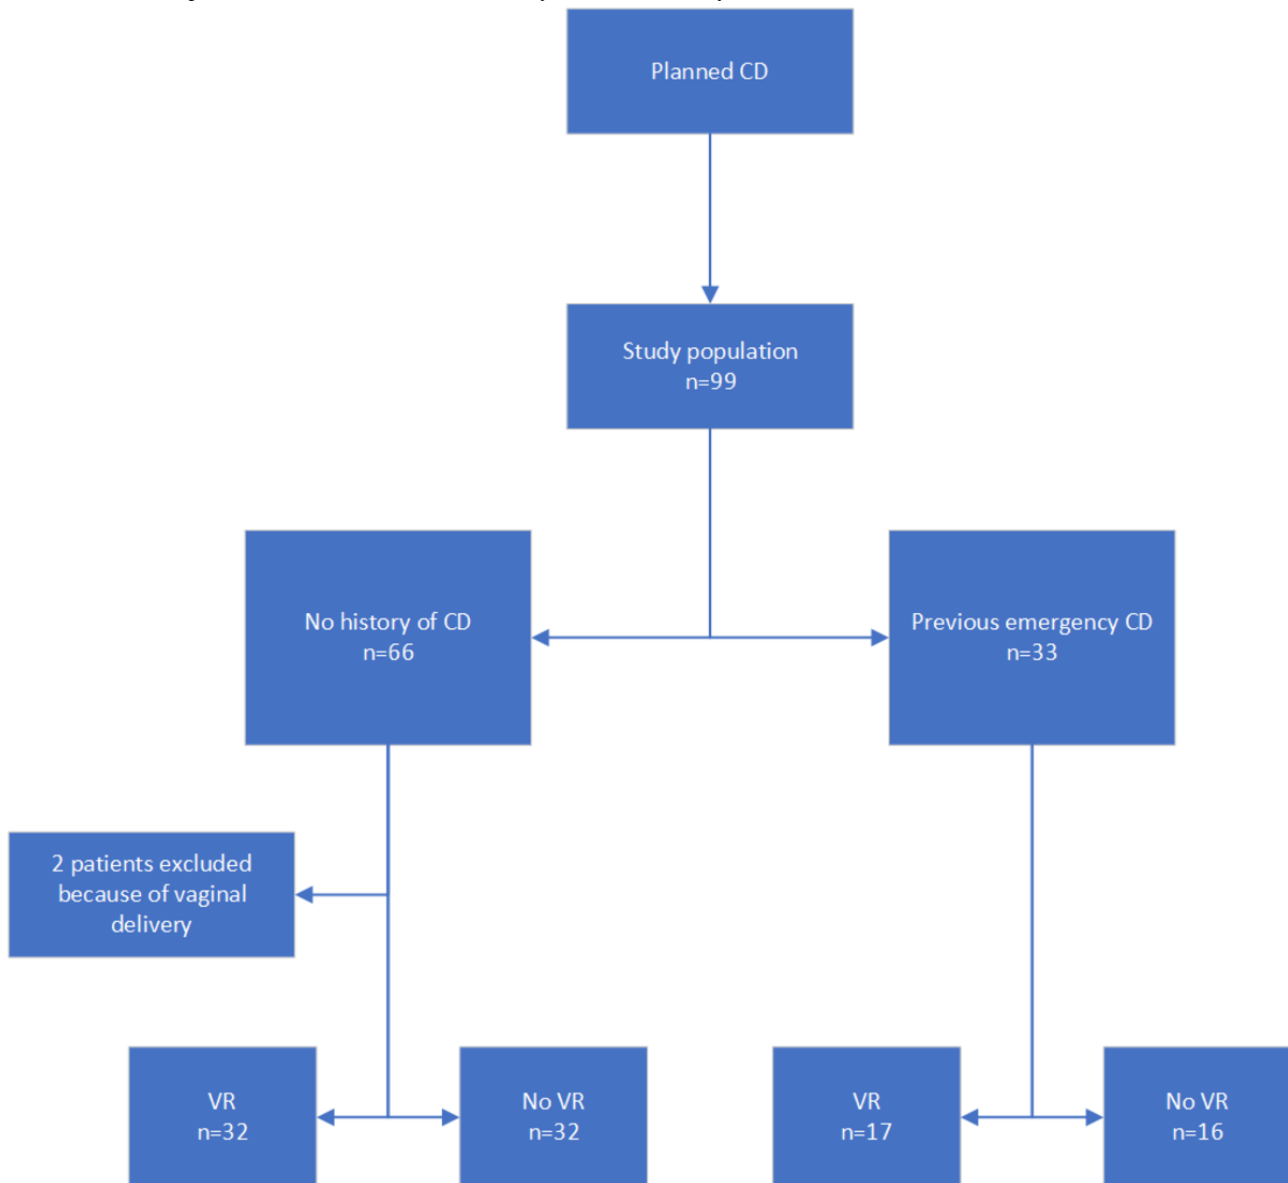 Planned CD
Study population
n=99
No history of CD
n=66
Previous emergency CD
n=33
2 patients excluded
because of vaginal
delivery
VR
n=32
No VR
n=32
VR
n=17
No VR
n=16